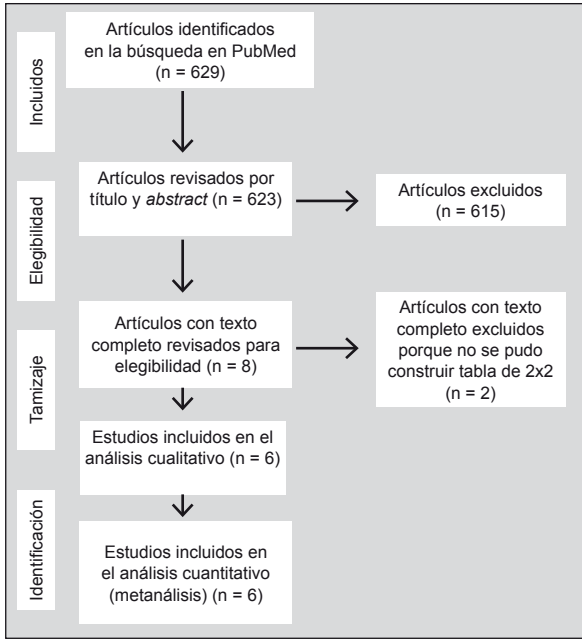 Incluidos
Artículos identificados
en la búsqueda en PubMed
(n = 629)
Elegibilidad
Artículos revisados por
título y abstract (n = 623)
Artículos excluidos
(n = 615)
Tamizaje
Artículos con texto
completo revisados para
elegibilidad (n = 8)
Artículos con texto
completo excluidos
porque no se pudo
construir tabla de 2x2
(n = 2)
Estudios incluidos en el
análisis cualitativo (n = 6)
Identificación
Estudios incluidos en
el análisis cuantitativo
(metanálisis) (n = 6)